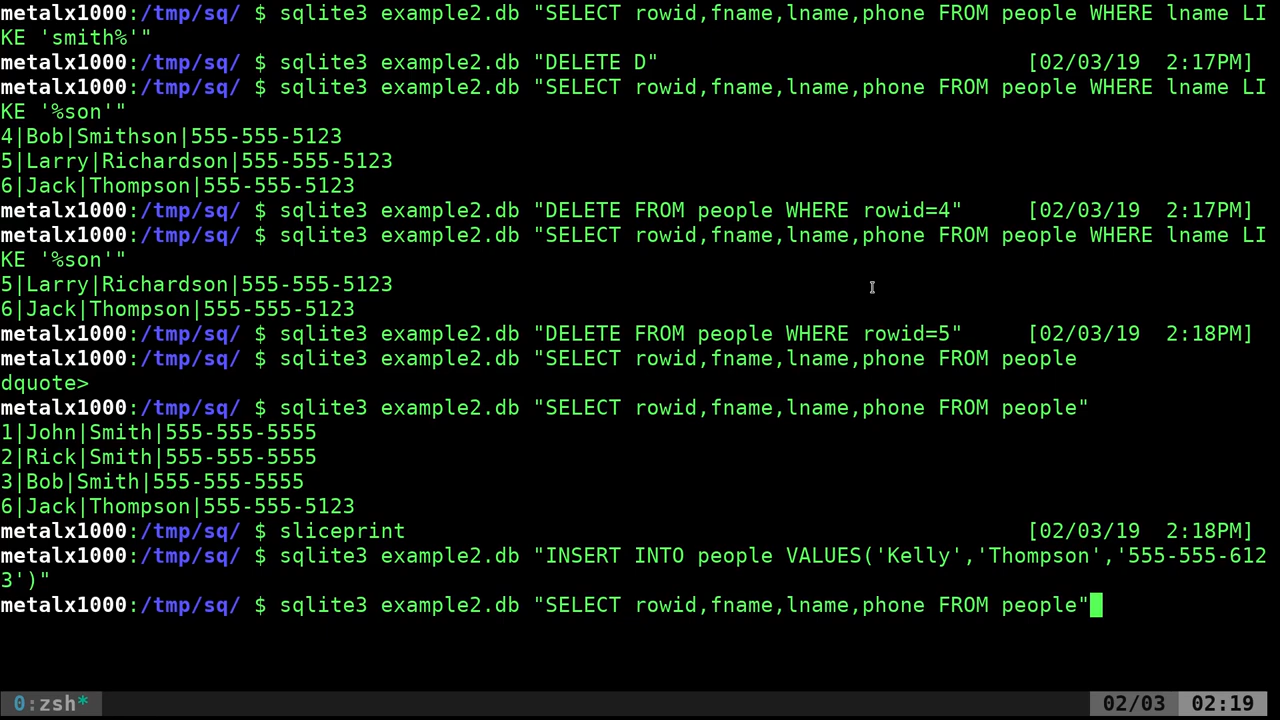 metalx1000:/tmp/sq/ $ sqlite3 example2.db "SELECT rowid,fname,lname,phone FROM people WHERE lname LI
KE 'smith%'"
metalx1000:/tmp/sq/ $ sqlite3 example2.db "DELETE D" [02/03/19  2:17PM]
metalx1000:/tmp/sq/ $ sqlite3 example2.db "SELECT rowid,fname,lname,phone FROM people WHERE lname LI
KE '%son'"
4|Bob|Smithson|555-555-5123
5|Larry|Richardson|555-555-5123
6|Jack|Thompson|555-555-5123
metalx1000:/tmp/sq/ $ sqlite3 example2.db "DELETE FROM people WHERE rowid=4" [02/03/19  2:17PM]
metalx1000:/tmp/sq/ $ sqlite3 example2.db "SELECT rowid,fname,lname,phone FROM people WHERE lname LI
KE '%son'"
5|Larry|Richardson|555-555-5123
6|Jack|Thompson|555-555-5123
metalx1000:/tmp/sq/ $ sqlite3 example2.db "DELETE FROM people WHERE rowid=5" [02/03/19  2:18PM]
metalx1000:/tmp/sq/ $ sqlite3 example2.db "SELECT rowid,fname,lname,phone FROM people
dquote>
metalx1000:/tmp/sq/ $ sqlite3 example2.db "SELECT rowid,fname,lname,phone FROM people"
1|John|Smith|555-555-5555
2|Rick|Smith|555-555-5555
3|Bob|Smith|555-555-5555
6|Jack|Thompson|555-555-5123
metalx1000:/tmp/sq/ $ sliceprint [02/03/19  2:18PM]
metalx1000:/tmp/sq/ $ sqlite3 example2.db "INSERT INTO people VALUES('Kelly','Thompson','555-555-612
3')"
metalx1000:/tmp/sq/ $ sqlite3 example2.db "SELECT rowid,fname,lname,phone FROM people"
0:zsh* 02/03 02:19